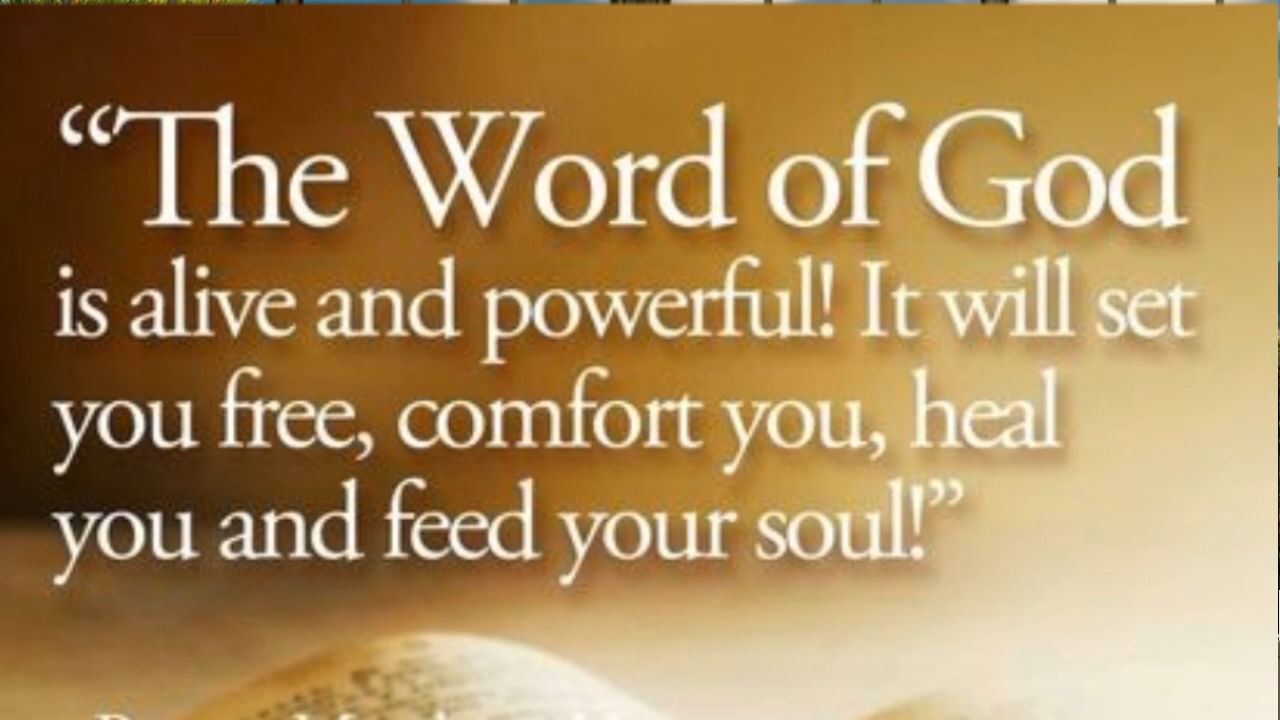 “The Word of God
is alive and powerful! It will set
you free, comfort you, heal
you and feed your soul!”